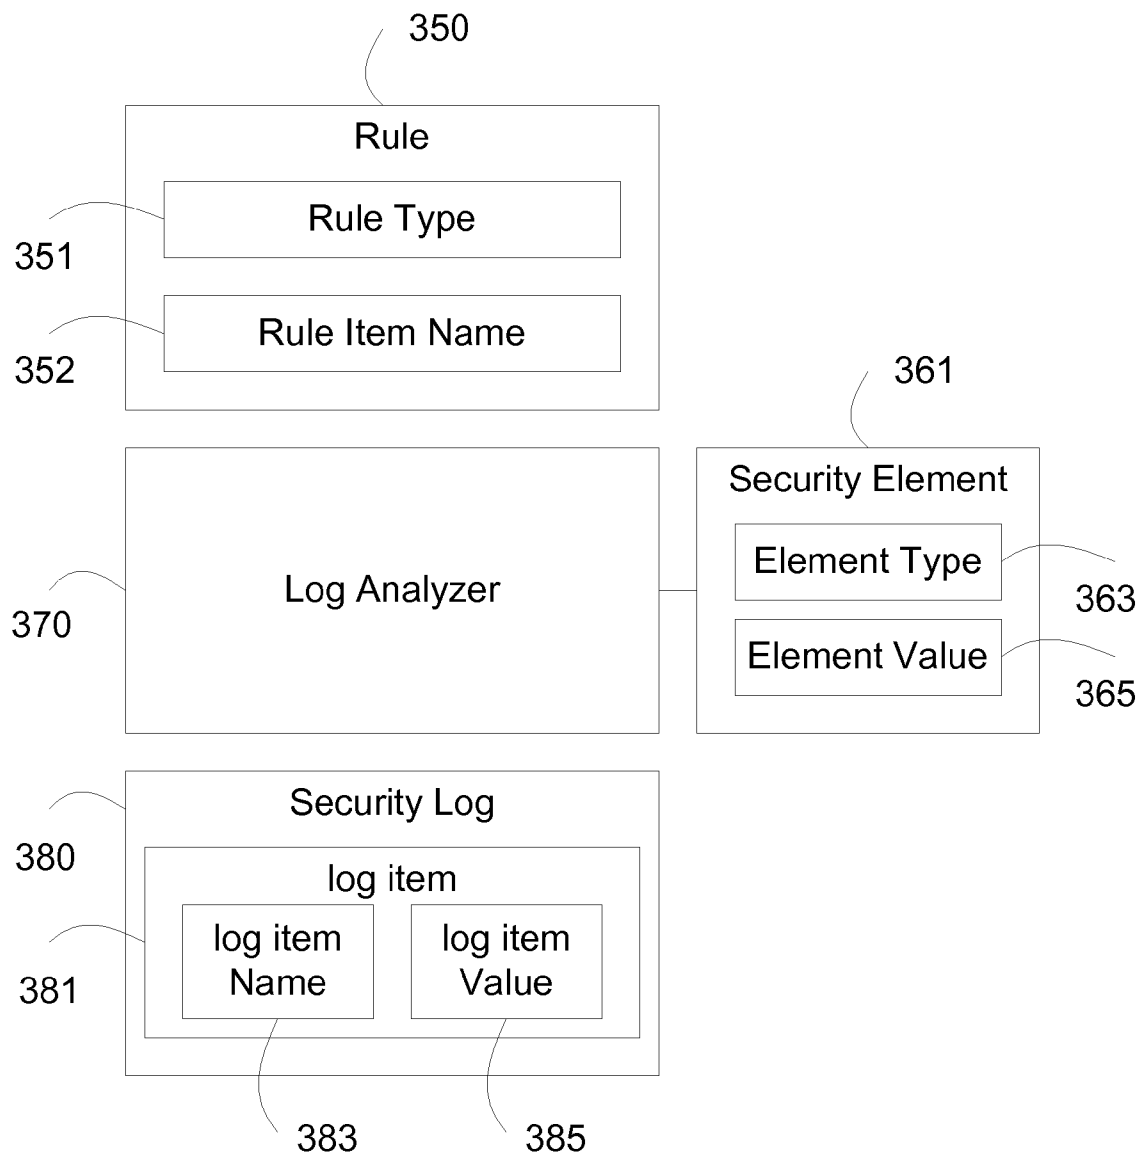 350
Rule
Rule Type
351
Rule Item Name
352
361
Security Element
Element Type
Log Analyzer
363
370
Element Value
365
Security Log
380
log item
log item
Name
log item
Value
381
383
385